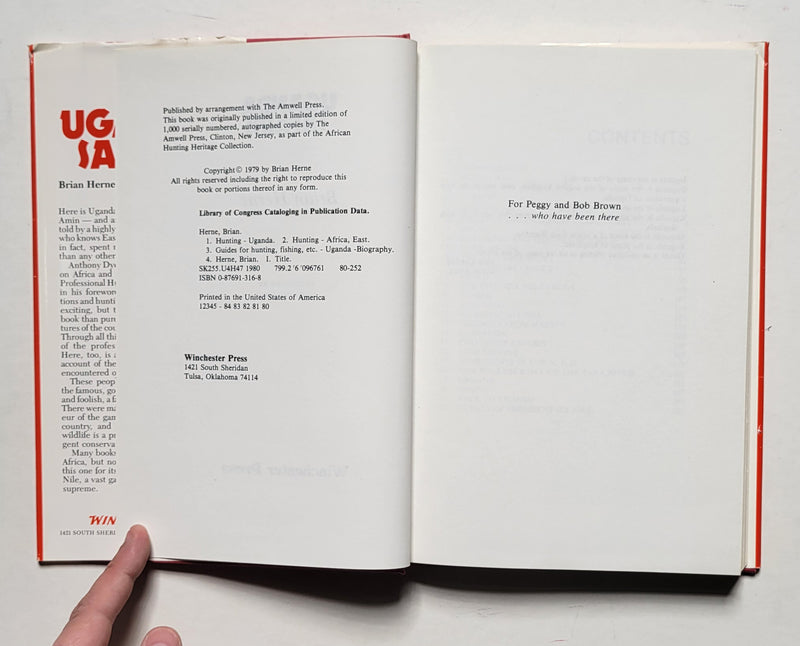 UG
SA
Brian Herne
Here is Uganda
Amin — and a
told by a highly
who knows Eas
in fact, spent
than any other
Anthony Dy
on Africa and
Professional H
in his forewor
tions and hunti
exciting, but t
book than pur
tures of the cou
Through all thi
of the profes
Here, too, is
account of the
encountered o
These peop
the famous, go
and foolish, a f
There were ma
eur of the gam
country, and
wildlife is a pr
gent conserva
Many books
Africa, but no
this one for its
Nile, a vast ga
supreme.
WIN
1421 SOUTH SHERI
Published by arrangement with The Amwell Press.
This book was originally published in a limited edition of
1,000 serially numbered, autographed copies by The
Amwell Press, Clinton, New Jersey, as part of the African
Hunting Heritage Collection.
Copyright © 1979 by Brian Herne
All rights reserved including the right to reproduce this
book or portions thereof in any form.
Library of Congress Cataloging in Publication Data.
Herne, Brian.
1. Hunting - Uganda. 2. Hunting - Africa, East.
3. Guides for hunting, fishing, etc. - Uganda -Biography.
4. Herne, Brian. I. Title.
SK255.U4H47 1980 799.2 '6 '096761 80-252
ISBN 0-87691-316-8
Printed in the United States of America
12345 - 84 83 82 81 80
Winchester Press
1421 South Sheridan
Tulsa, Oklahoma 74114
For Peggy and Bob Brown
. . . who have been there